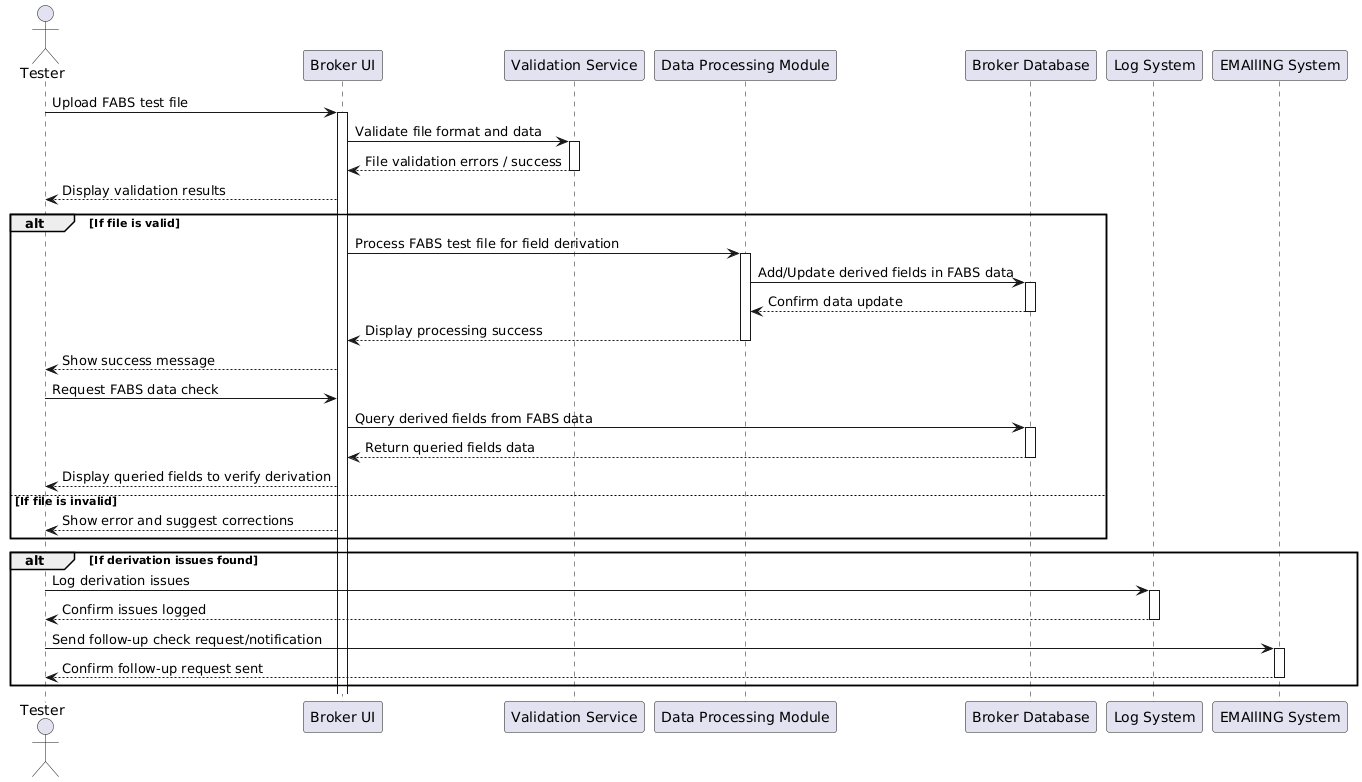 Tester
Broker UI
Validation Service
Data Processing Module
Broker Database
Log System
EMAIlING System
Upload FABS test file
Validate file format and data
File validation errors / success
Display validation results
alt
[If file is valid]
Process FABS test file for field derivation
Add/Update derived fields in FABS data
Confirm data update
Display processing success
Show success message
Request FABS data check
Query derived fields from FABS data
Return queried fields data
Display queried fields to verify derivation
[If file is invalid]
Show error and suggest corrections
alt
[If derivation issues found]
Log derivation issues
Confirm issues logged
Send follow-up check request/notification
Confirm follow-up request sent
Tester
Broker UI
Validation Service
Data Processing Module
Broker Database
Log System
EMAIlING System